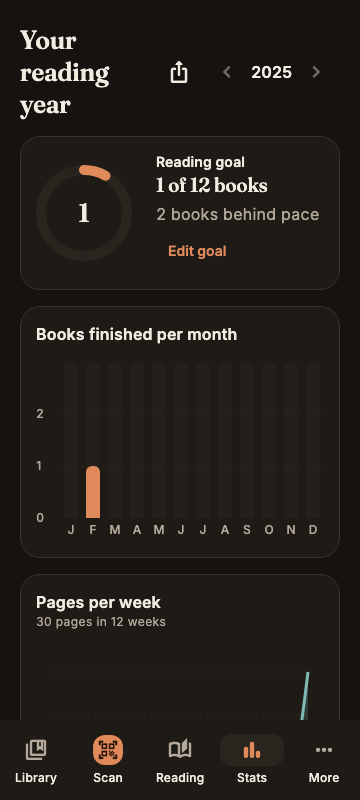 Your
reading
year
2025
1
Reading goal
1 of 12 books
2 books behind pace
Edit goal
Books finished per month
2
1
0
J F M A M J J A S O N D
Pages per week
30 pages in 12 weeks
Library Scan Reading Stats More